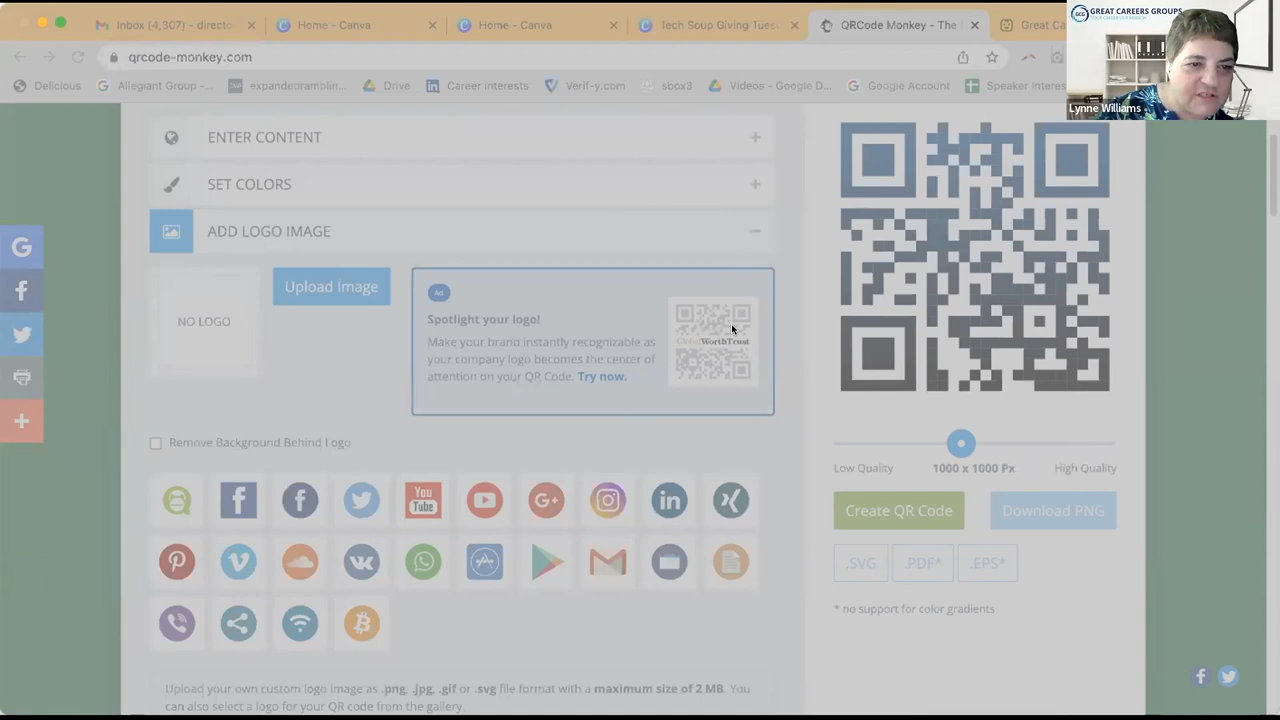 Inbox (4,307) - directo
Home - Canva
Home - Canva
Tech Soup Giving Tues
QRCode Monkey - The
Great Ca
GREAT CAREERS GROUPS
Lynne Williams
qrcode-monkey.com
Delicious
Allegiant Group -...
expandenramblin...
Drive
Career interests
Verif-y.com
sbox3
Videos - Google D...
Google Account
Speaker interes
ENTER CONTENT
SET COLORS
ADD LOGO IMAGE
NO LOGO
Upload Image
Ad
Spotlight your logo!
Make your brand instantly recognizable as
your company logo becomes the center of
attention on your QR Code. Try now.
GlobalWorthTrust
Remove Background Behind Logo
You
Tube
Low Quality
1000 x 1000 Px
High Quality
Create QR Code
Download PNG
.SVG
.PDF*
.EPS*
* no support for color gradients
Upload your own custom logo image as .png, .jpg, .gif or .svg file format with a maximum size of 2 MB. You
can also select a logo for your QR code from the gallery.